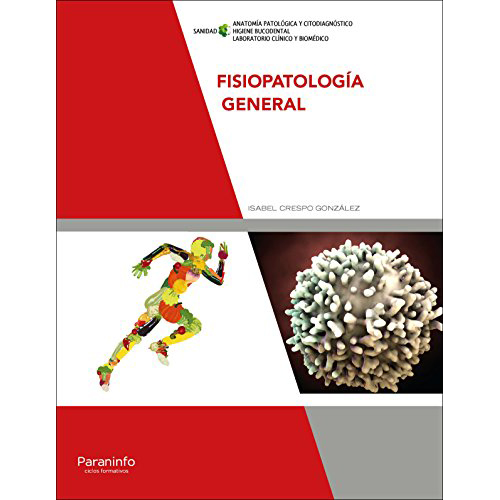 SANIDAD
ANATOMÍA PATOLÓGICA Y CITODIAGNÓSTICO
HIGIENE BUCODENTAL
LABORATORIO CLÍNICO Y BIOMÉDICO
FISIOPATOLOGÍA
GENERAL
ISABEL CRESPO GONZÁLEZ
Paraninfo
ciclos formativos